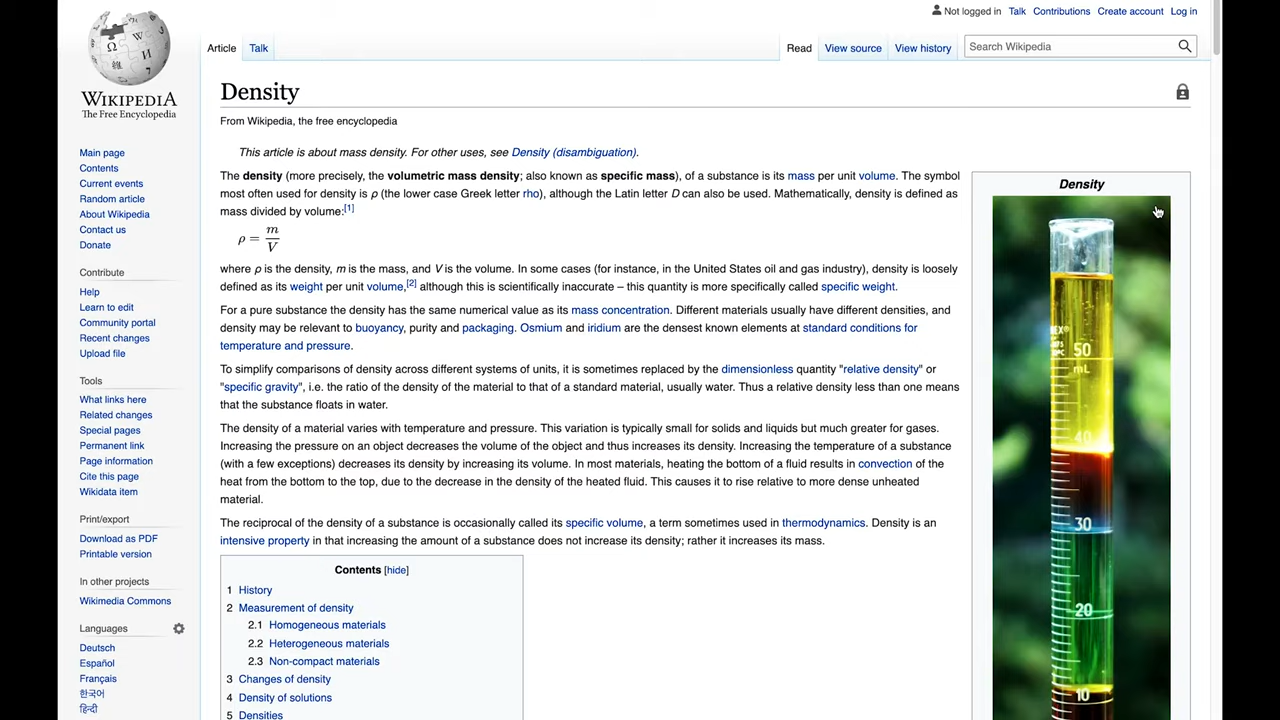 Not logged in Talk Contributions Create account Log in
Article Talk Read View source View history Search Wikipedia
WIKIPEDIA
The Free Encyclopedia
Main page
Contents
Current events
Random article
About Wikipedia
Contact us
Donate
Contribute
Help
Learn to edit
Community portal
Recent changes
Upload file
Tools
What links here
Related changes
Special pages
Permanent link
Page information
Cite this page
Wikidata item
Print/export
Download as PDF
Printable version
In other projects
Wikimedia Commons
Languages
Deutsch
Español
Français
한국어
हिन्दी
Density
From Wikipedia, the free encyclopedia
This article is about mass density. For other uses, see Density (disambiguation).
The density (more precisely, the volumetric mass density; also known as specific mass), of a substance is its mass per unit volume. The symbol
most often used for density is ρ (the lower case Greek letter rho), although the Latin letter D can also be used. Mathematically, density is defined as
mass divided by volume:[1]
ρ = m
V
where ρ is the density, m is the mass, and V is the volume. In some cases (for instance, in the United States oil and gas industry), density is loosely
defined as its weight per unit volume,[2] although this is scientifically inaccurate – this quantity is more specifically called specific weight.
For a pure substance the density has the same numerical value as its mass concentration. Different materials usually have different densities, and
density may be relevant to buoyancy, purity and packaging. Osmium and iridium are the densest known elements at standard conditions for
temperature and pressure.
To simplify comparisons of density across different systems of units, it is sometimes replaced by the dimensionless quantity "relative density" or
"specific gravity", i.e. the ratio of the density of the material to that of a standard material, usually water. Thus a relative density less than one means
that the substance floats in water.
The density of a material varies with temperature and pressure. This variation is typically small for solids and liquids but much greater for gases.
Increasing the pressure on an object decreases the volume of the object and thus increases its density. Increasing the temperature of a substance
(with a few exceptions) decreases its density by increasing its volume. In most materials, heating the bottom of a fluid results in convection of the
heat from the bottom to the top, due to the decrease in the density of the heated fluid. This causes it to rise relative to more dense unheated
material.
The reciprocal of the density of a substance is occasionally called its specific volume, a term sometimes used in thermodynamics. Density is an
intensive property in that increasing the amount of a substance does not increase its density; rather it increases its mass.
Contents [hide]
1 History
2 Measurement of density
2.1 Homogeneous materials
2.2 Heterogeneous materials
2.3 Non-compact materials
3 Changes of density
4 Density of solutions
5 Densities
Density
50
mL
40
30
20
10